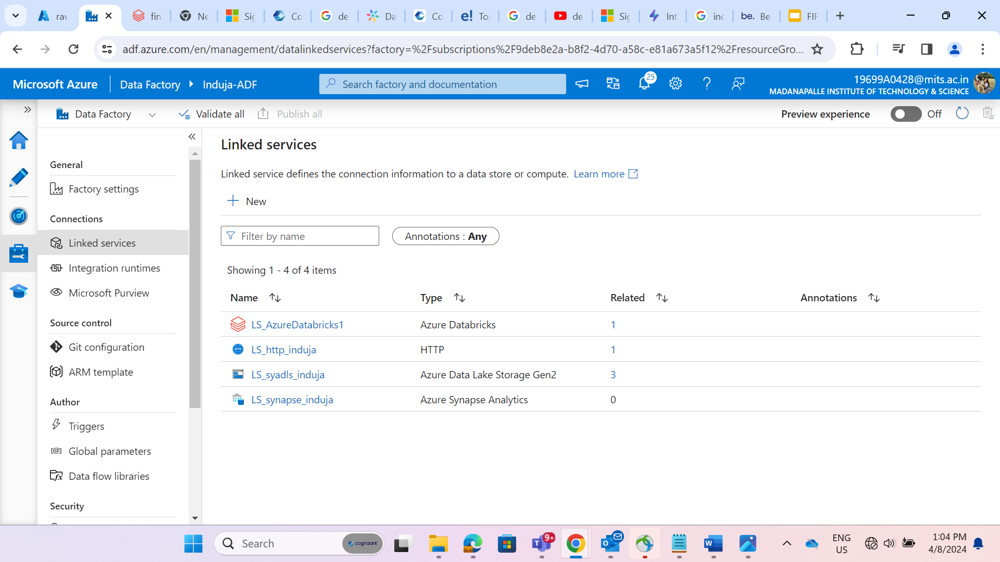 rav
fin
Ne
Sig
Co
de
Da
Co
To
de
de
Sig
Int
inc
be. Be
FIR
adf.azure.com/en/management/datalinkedservices?factory=%2Fsubscriptions%2F9deb8e2a-b8f2-4d70-a58c-e81a673a5f12%2FresourceGro...
Microsoft Azure
Data Factory
Induja-ADF
Search factory and documentation
25
19699A0428@mits.ac.in
MADANAPALLE INSTITUTE OF TECHNOLOGY & SCIENCE
Data Factory
Validate all
Publish all
Preview experience
Off
General
Factory settings
Connections
Linked services
Integration runtimes
Microsoft Purview
Source control
Git configuration
ARM template
Author
Triggers
Global parameters
Data flow libraries
Security
Linked services
Linked service defines the connection information to a data store or compute. Learn more
New
Filter by name
Annotations : Any
Showing 1 - 4 of 4 items
Name Type Related Annotations
LS_AzureDatabricks1 Azure Databricks 1
LS_http_induja HTTP 1
LS_syadls_induja Azure Data Lake Storage Gen2 3
LS_synapse_induja Azure Synapse Analytics 0
Search
cognizant
9+
ENG
US
1:04 PM
4/8/2024